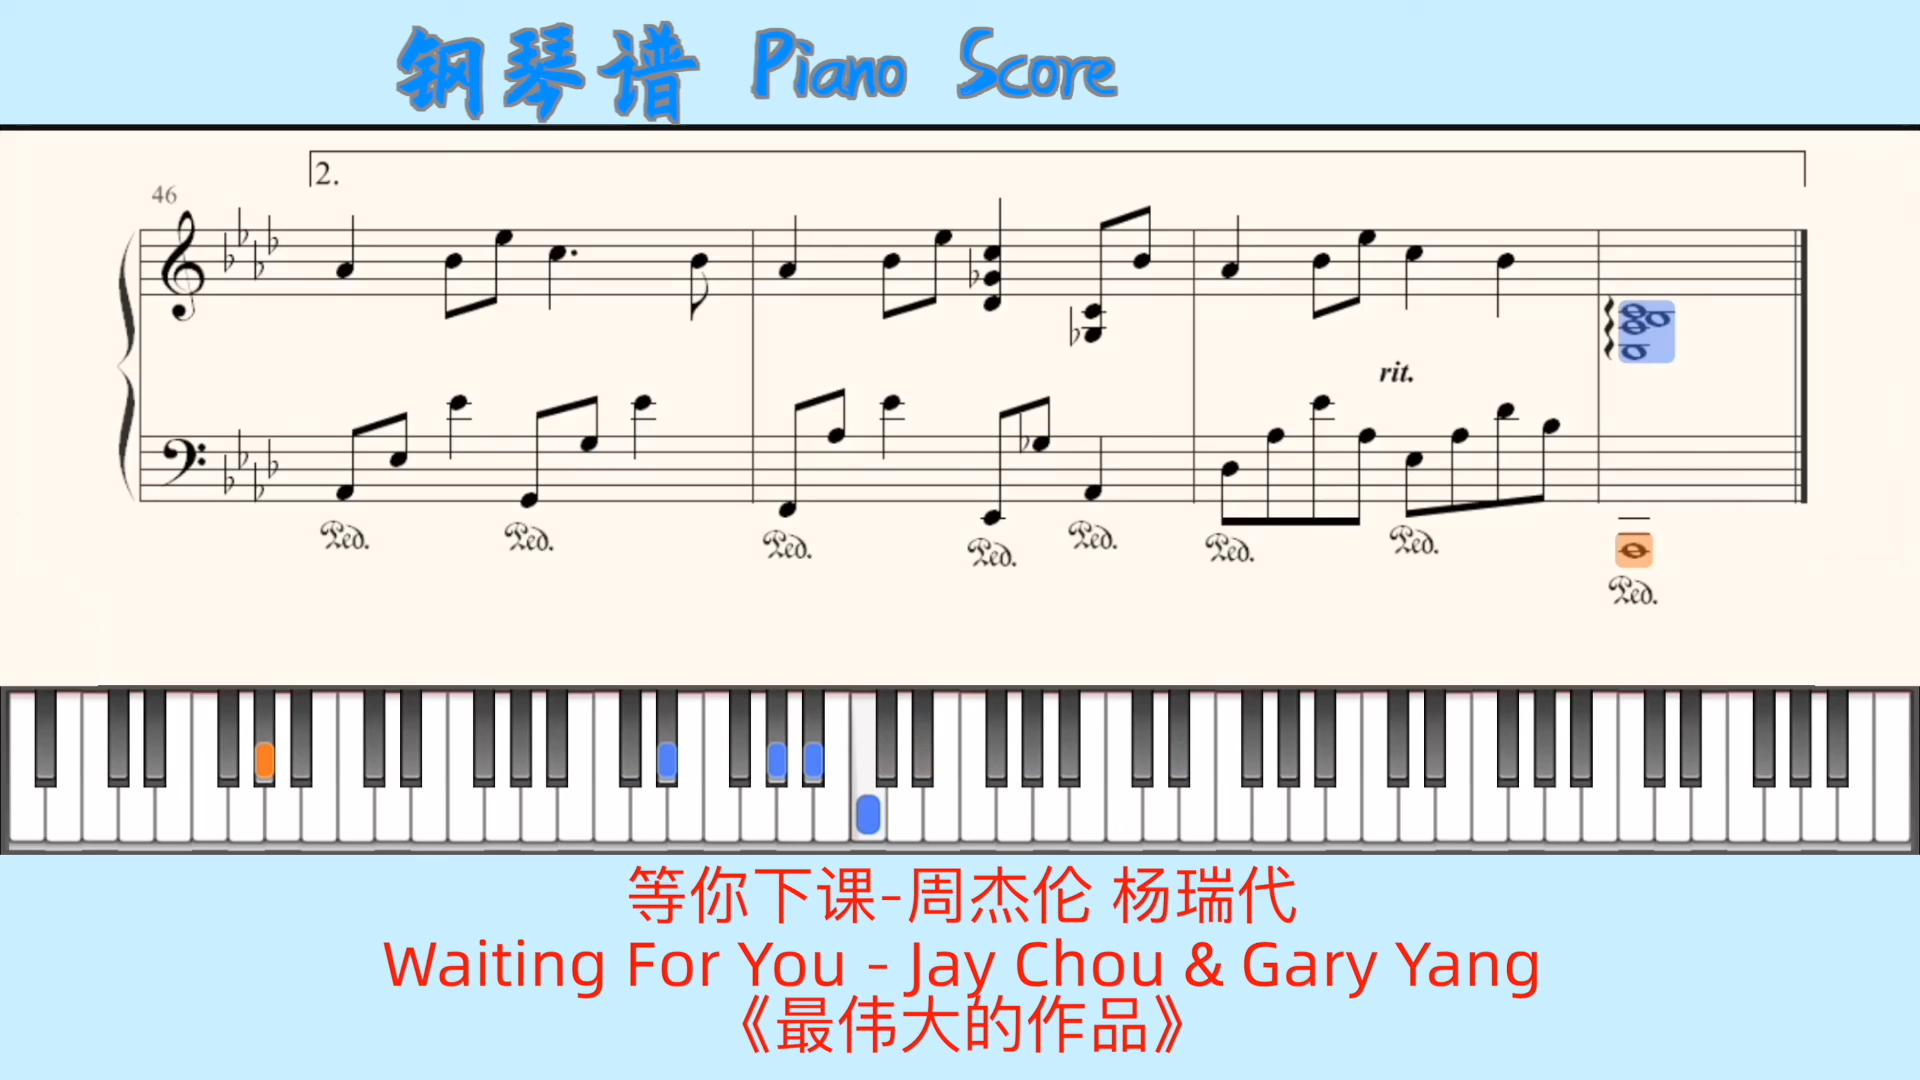 钢琴谱 Piano Score
2.
46
rit.
Ped. Ped. Ped. Ped. Ped. Ped. Ped. Ped.
等你下课-周杰伦 杨瑞代
Waiting For You - Jay Chou & Gary Yang
《最伟大的作品》